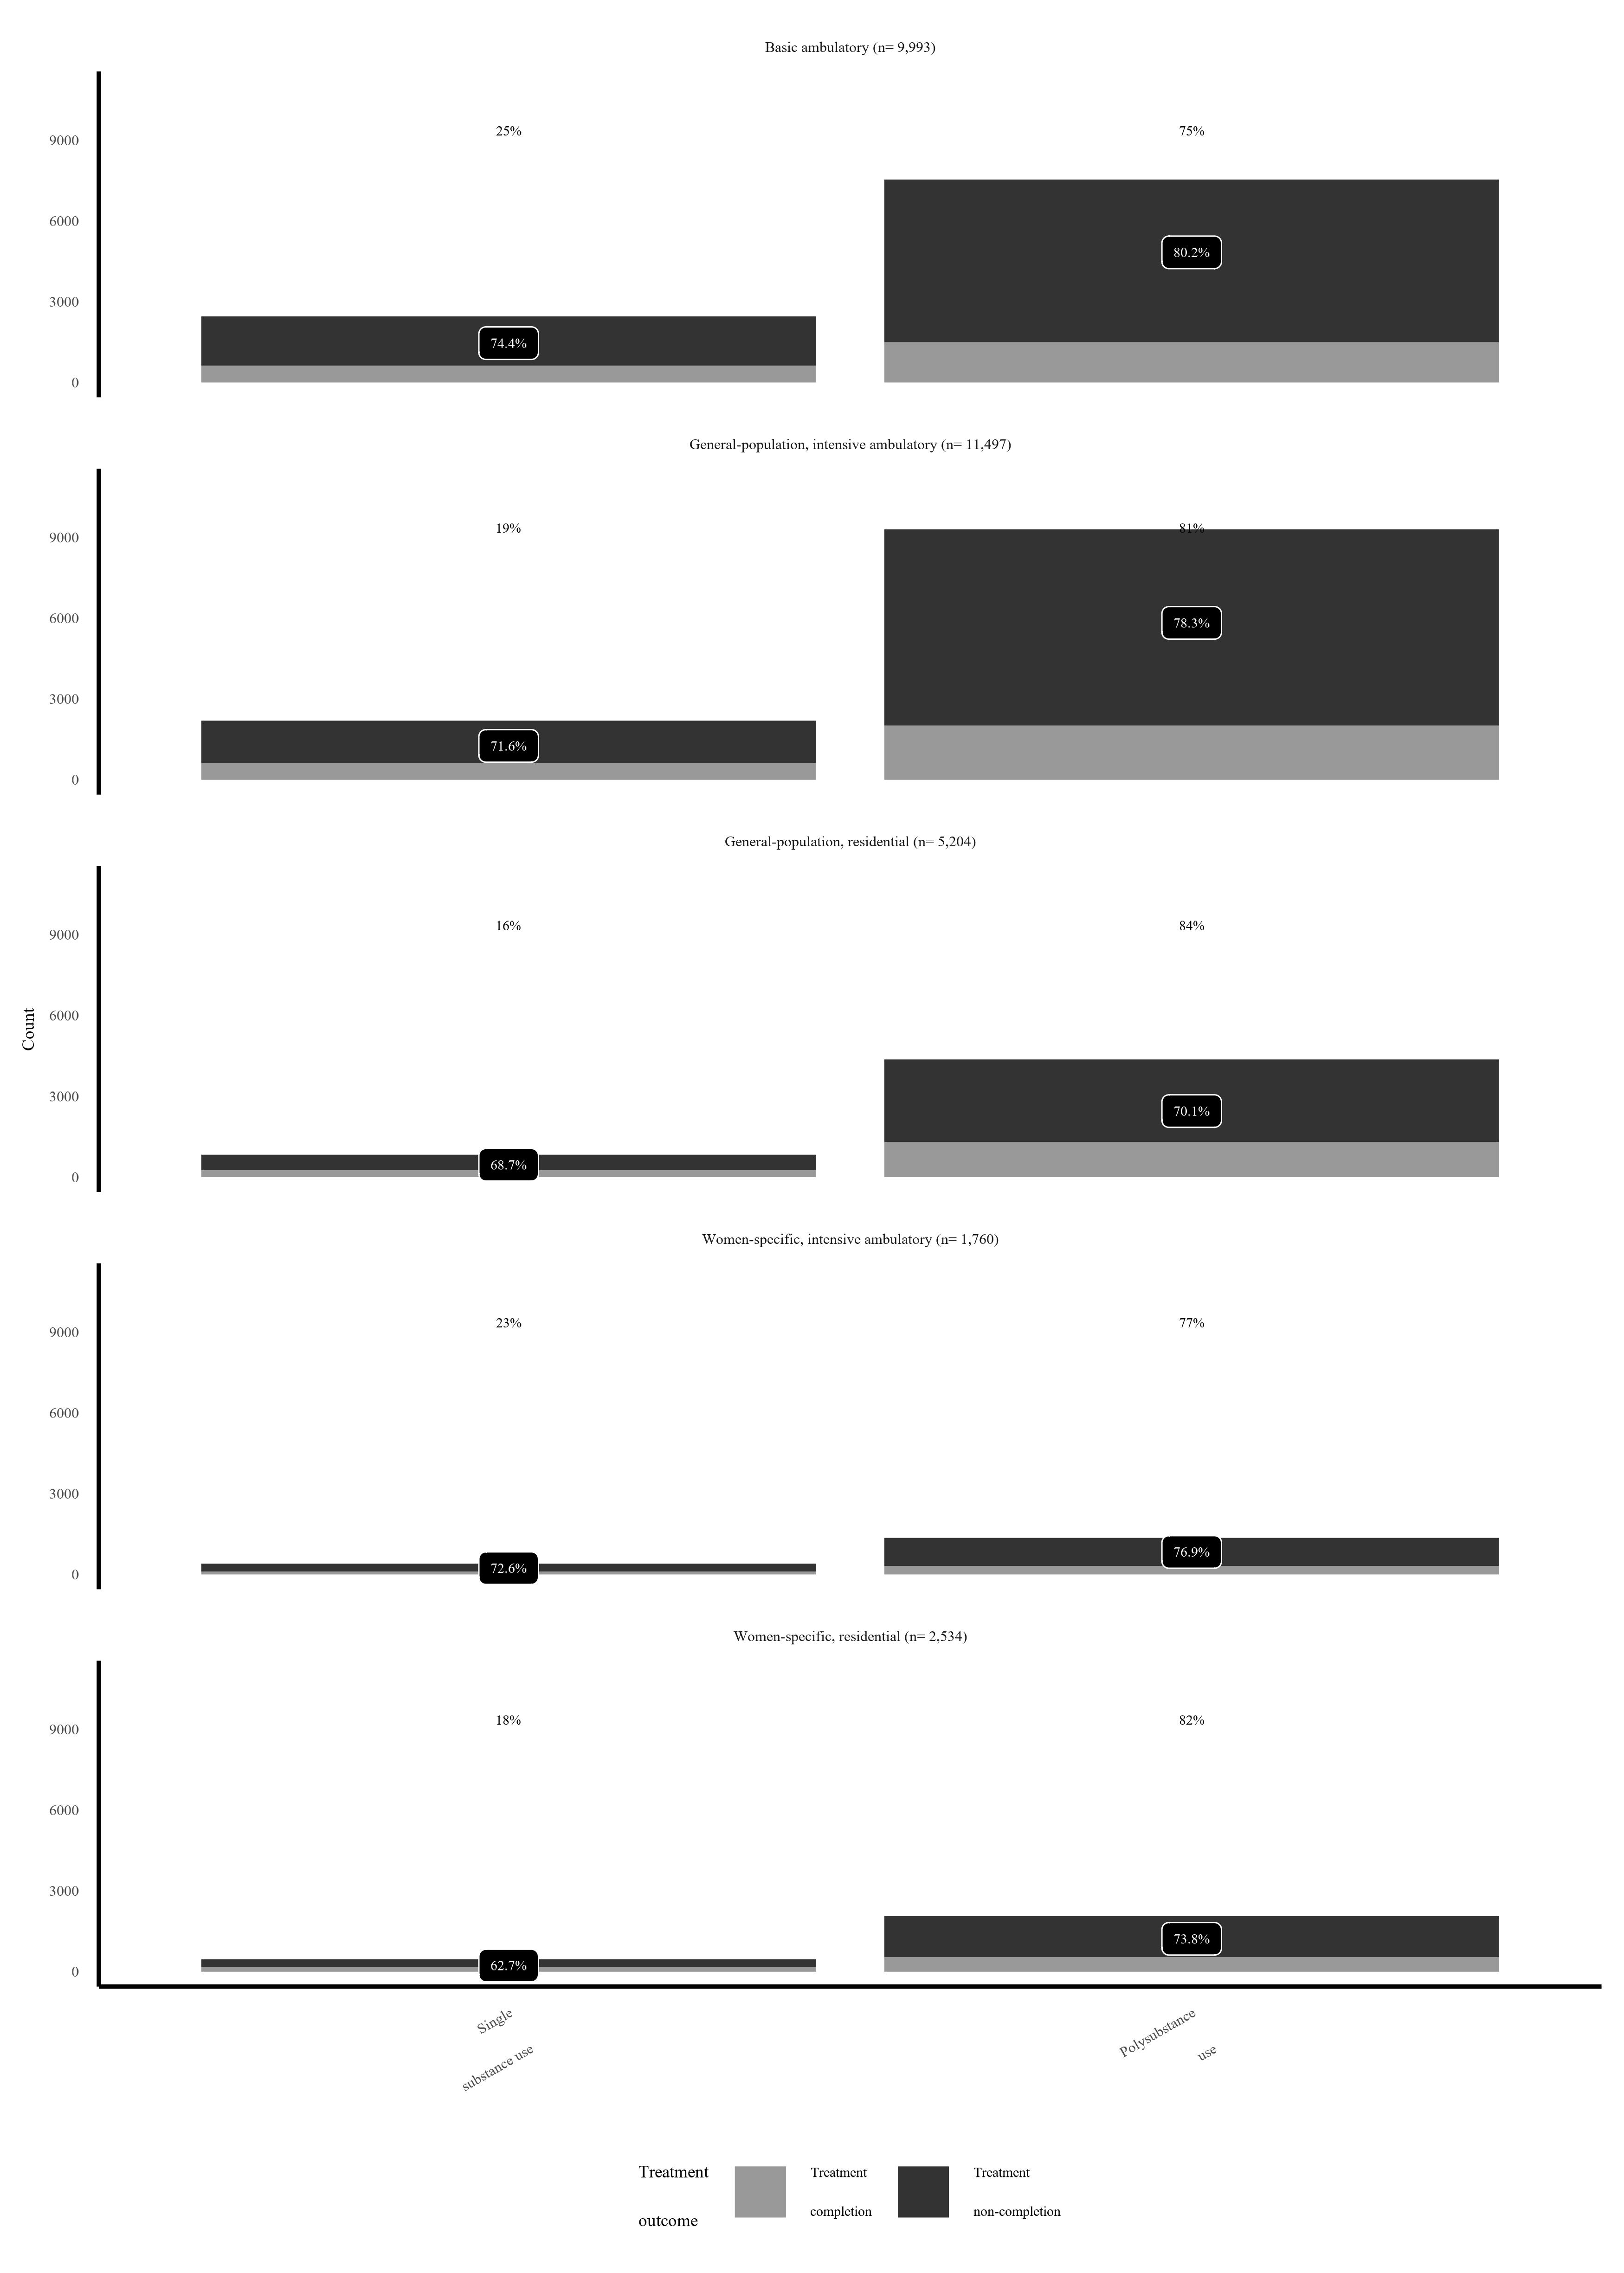 Basic ambulatory (n= 9,993)
9000
25%
75%
6000
80.2%
3000
74.4%
0
General-population, intensive ambulatory (n= 11,497)
9000
19%
81%
6000
78.3%
3000
71.6%
0
General-population, residential (n= 5,204)
9000
16%
84%
6000
Count
3000
70.1%
68.7%
0
Women-specific, intensive ambulatory (n= 1,760)
9000
23%
77%
6000
3000
76.9%
72.6%
0
Women-specific, residential (n= 2,534)
9000
18%
82%
6000
3000
73.8%
62.7%
0
Single
substance use
Polysubstance
use
Treatment
outcome
Treatment
completion
Treatment
non-completion